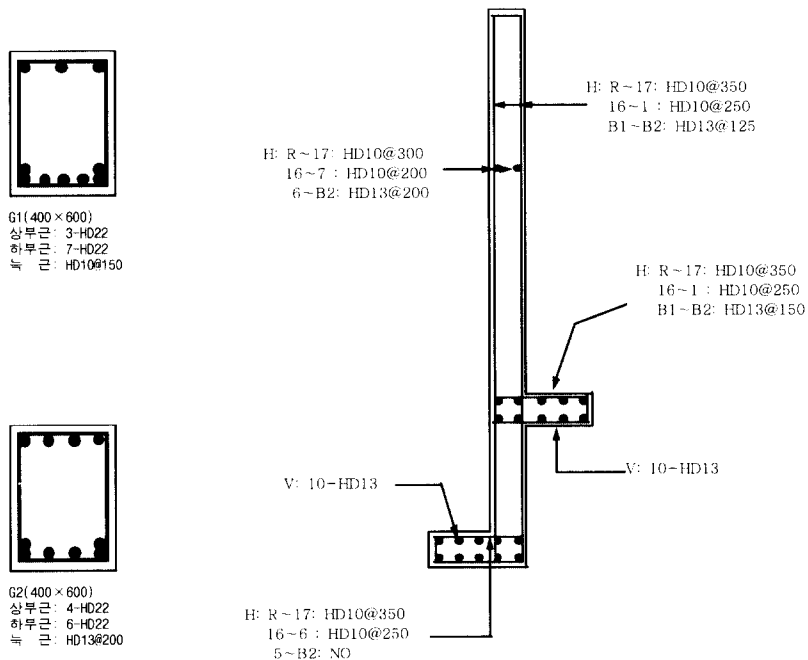 G1(400×600)
상부근: 3-HD22
하부근: 7-HD22
늑 근: HD10@150
G2(400×600)
상부근: 4-HD22
하부근: 6-HD22
늑 근: HD13@200
H: R~17: HD10@350
16~1 : HD10@250
B1~B2: HD13@125
H: R~17: HD10@300
16~7 : HD10@200
6~B2: HD13@200
H: R~17: HD10@350
16~1 : HD10@250
B1~B2: HD13@150
V: 10-HD13
V: 10-HD13
H: R~17: HD10@350
16~6 : HD10@250
5~B2: NO